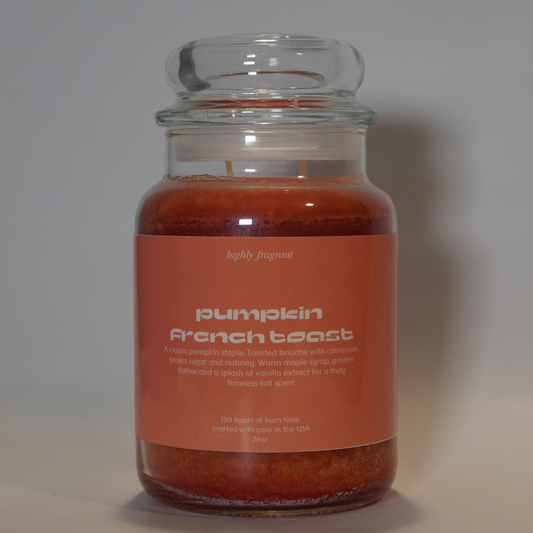 highly fragrant
pumpkin
french toast
A classic pumpkin staple. Toasted brioche with cinnamon,
brown sugar and nutmeg. Warm maple syrup, golden
and a splash of vanilla extract for a truly
timeless fall scent
150 hours of burn time
crafted with care in the USA
24 oz